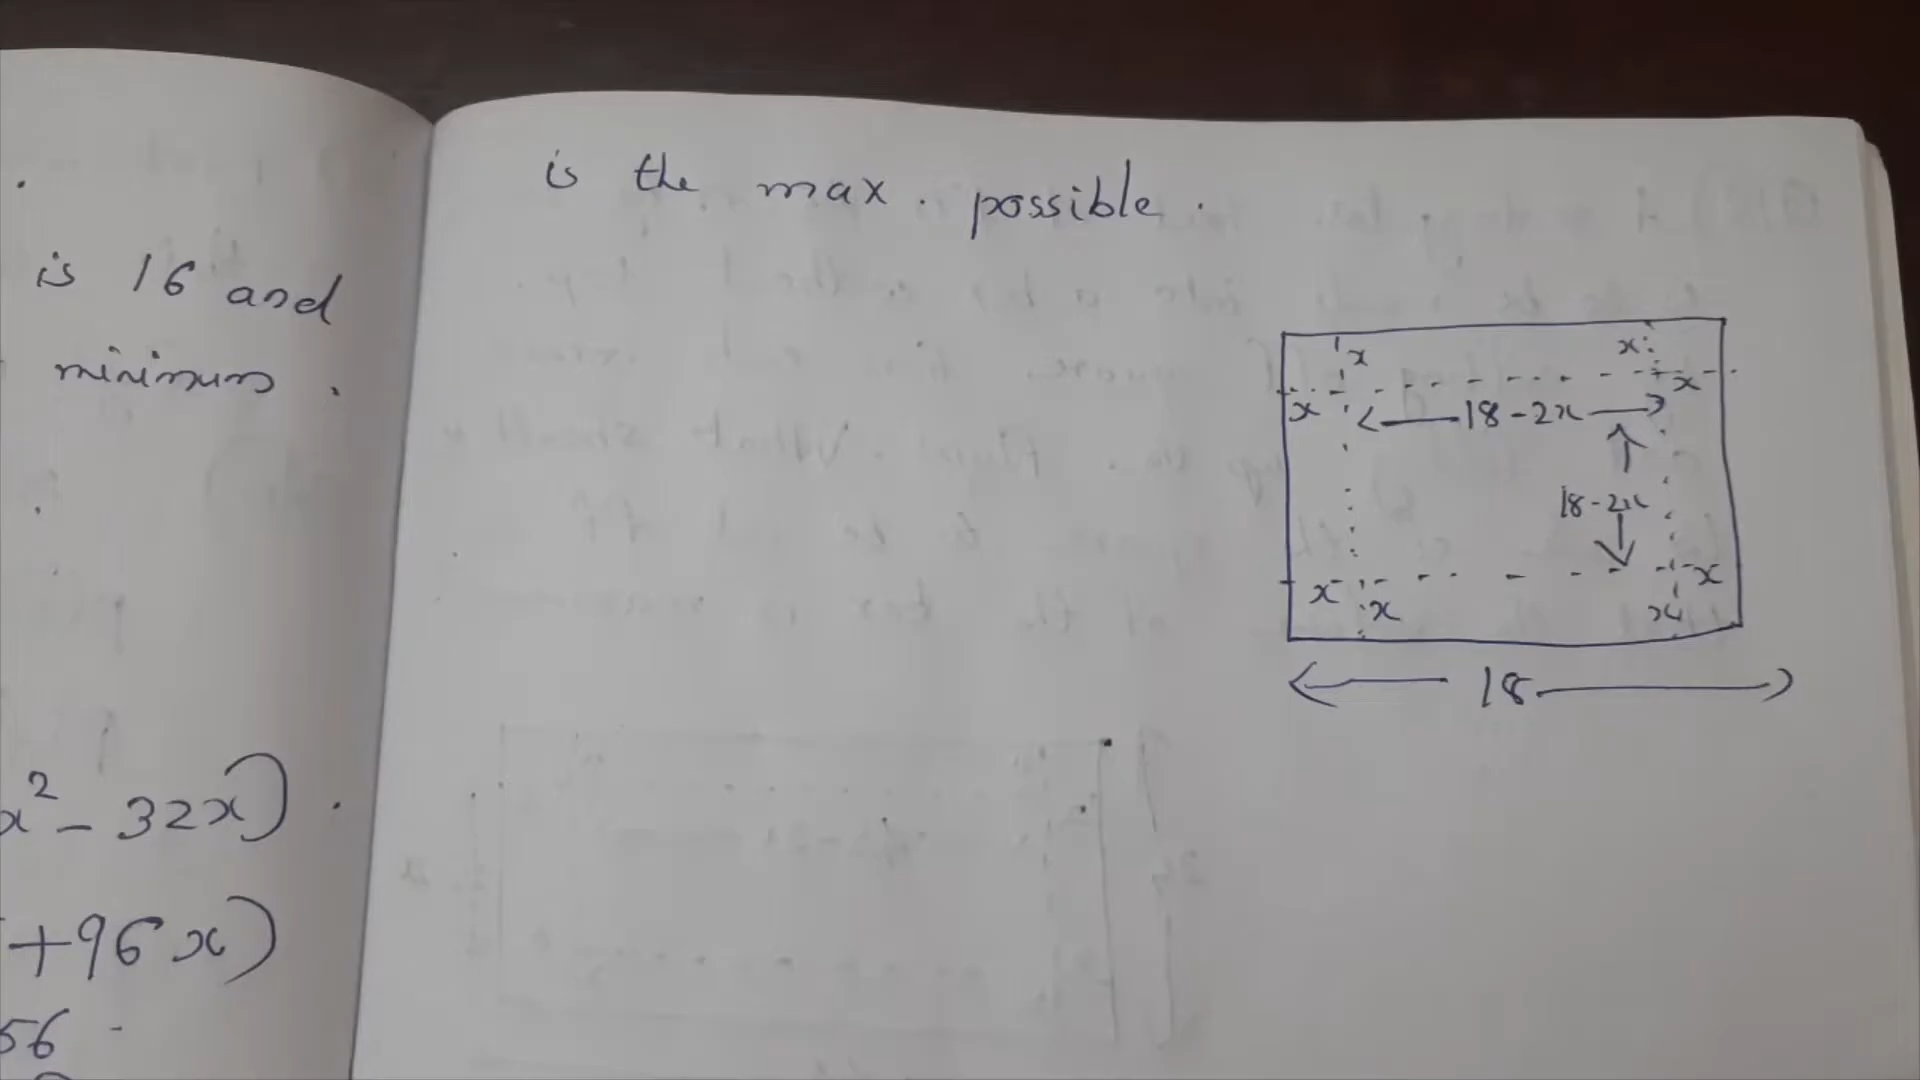 is 16 and
minimum.
x² - 32x).
+96x)
56
is the max. possible.
x x
x x
18-2x
18-2x
x x
x x
18